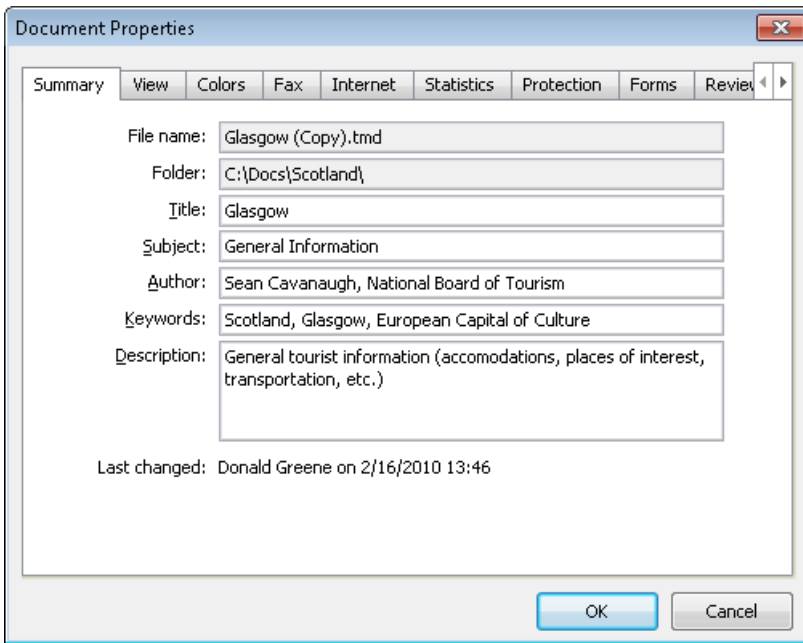 Document Properties
Summary View Colors Fax Internet Statistics Protection Forms
File name: Glasgow (Copy).tmd
Folder: C:\Docs\Scotland\
Title: Glasgow
Subject: General Information
Author: Sean Cavanaugh, National Board of Tourism
Keywords: Scotland, Glasgow, European Capital of Culture
Description: General tourist information (accomodations, places of interest,
transportation, etc.)
Last changed: Donald Greene on 2/16/2010 13:46
OK Cancel